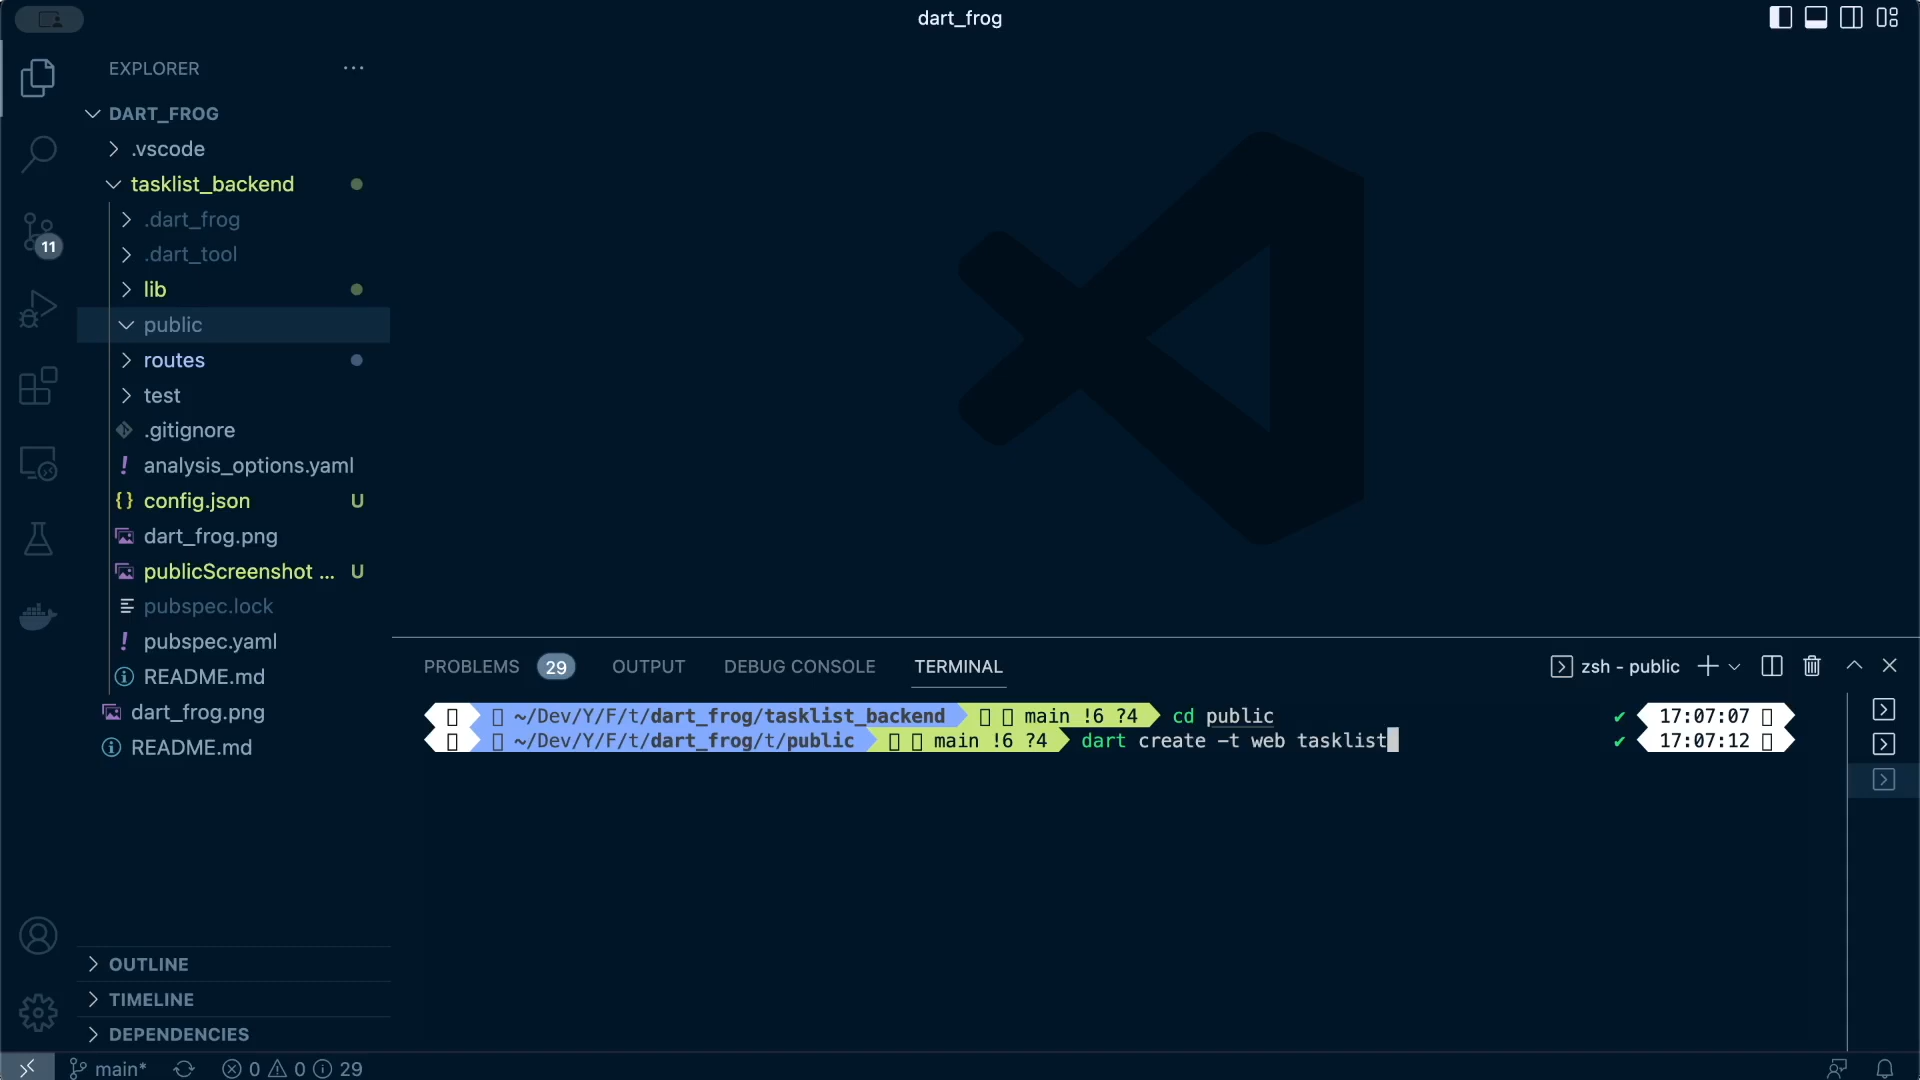 dart_frog
EXPLORER
DART_FROG
.vscode
tasklist_backend
.dart_frog
.dart_tool
lib
public
routes
test
.gitignore
analysis_options.yaml
config.json U
dart_frog.png
publicScreenshot ... U
pubspec.lock
pubspec.yaml
README.md
dart_frog.png
README.md
11
OUTLINE
TIMELINE
DEPENDENCIES
PROBLEMS 29 OUTPUT DEBUG CONSOLE TERMINAL zsh - public
~/Dev/Y/F/t/dart_frog/tasklist_backend main !6 ?4 cd public ✔ 17:07:07
~/Dev/Y/F/t/dart_frog/t/public main !6 ?4 dart create -t web tasklist ✔ 17:07:12
main* 0 0 29